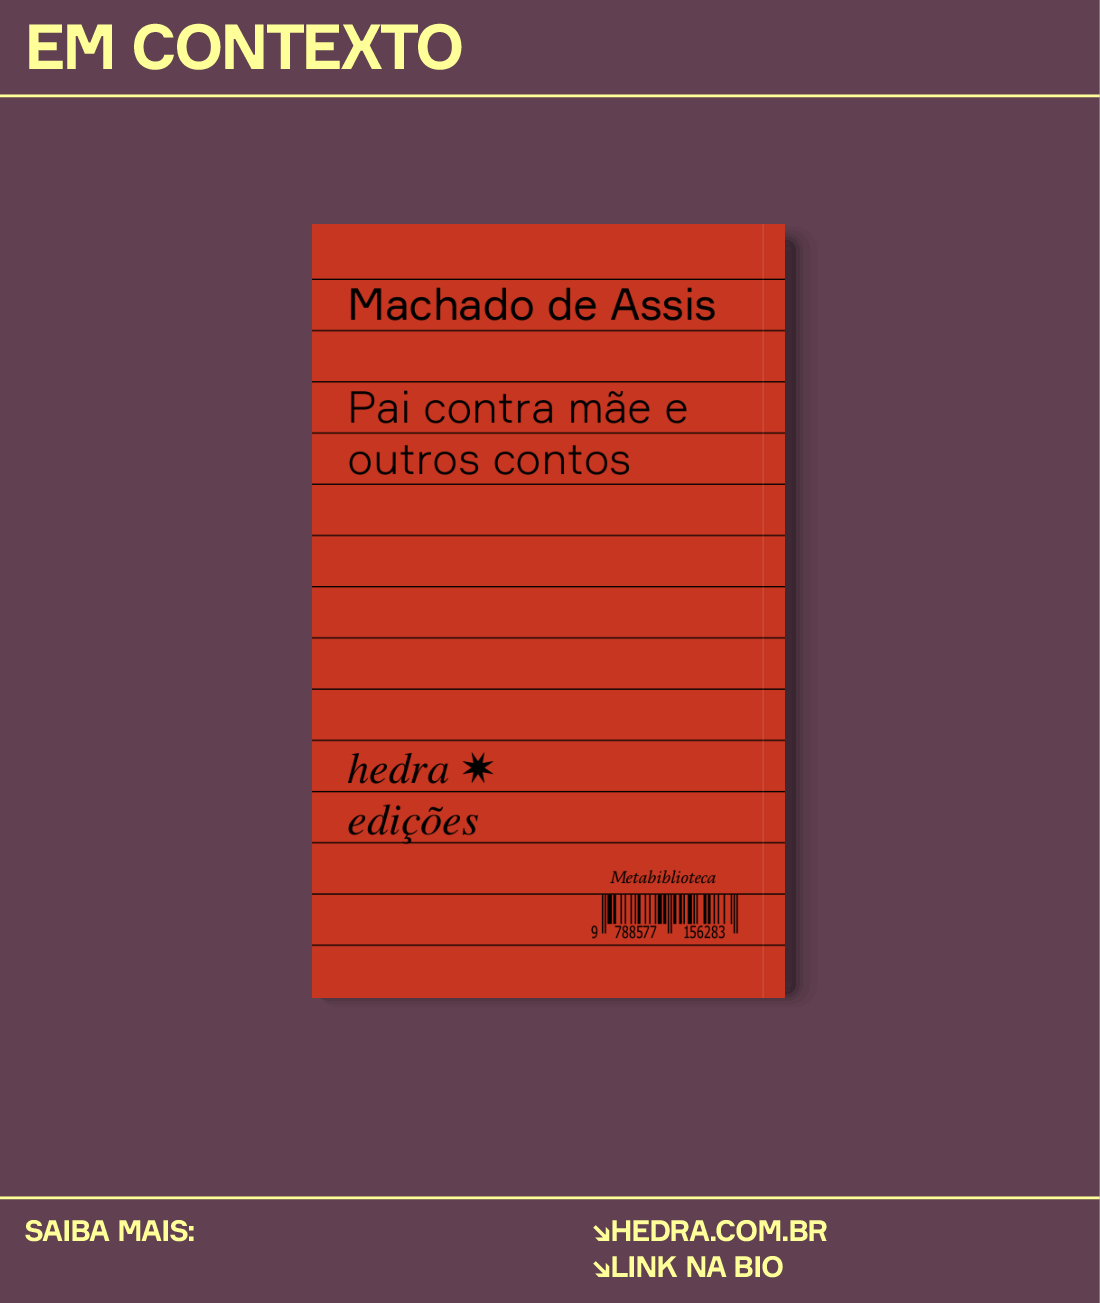 EM CONTEXTO
Machado de Assis
Pai contra mãe e
outros contos
hedra ✷
edições
Metabiblioteca
9 788577 156283
SAIBA MAIS:
↘HEDRA.COM.BR
↘LINK NA BIO